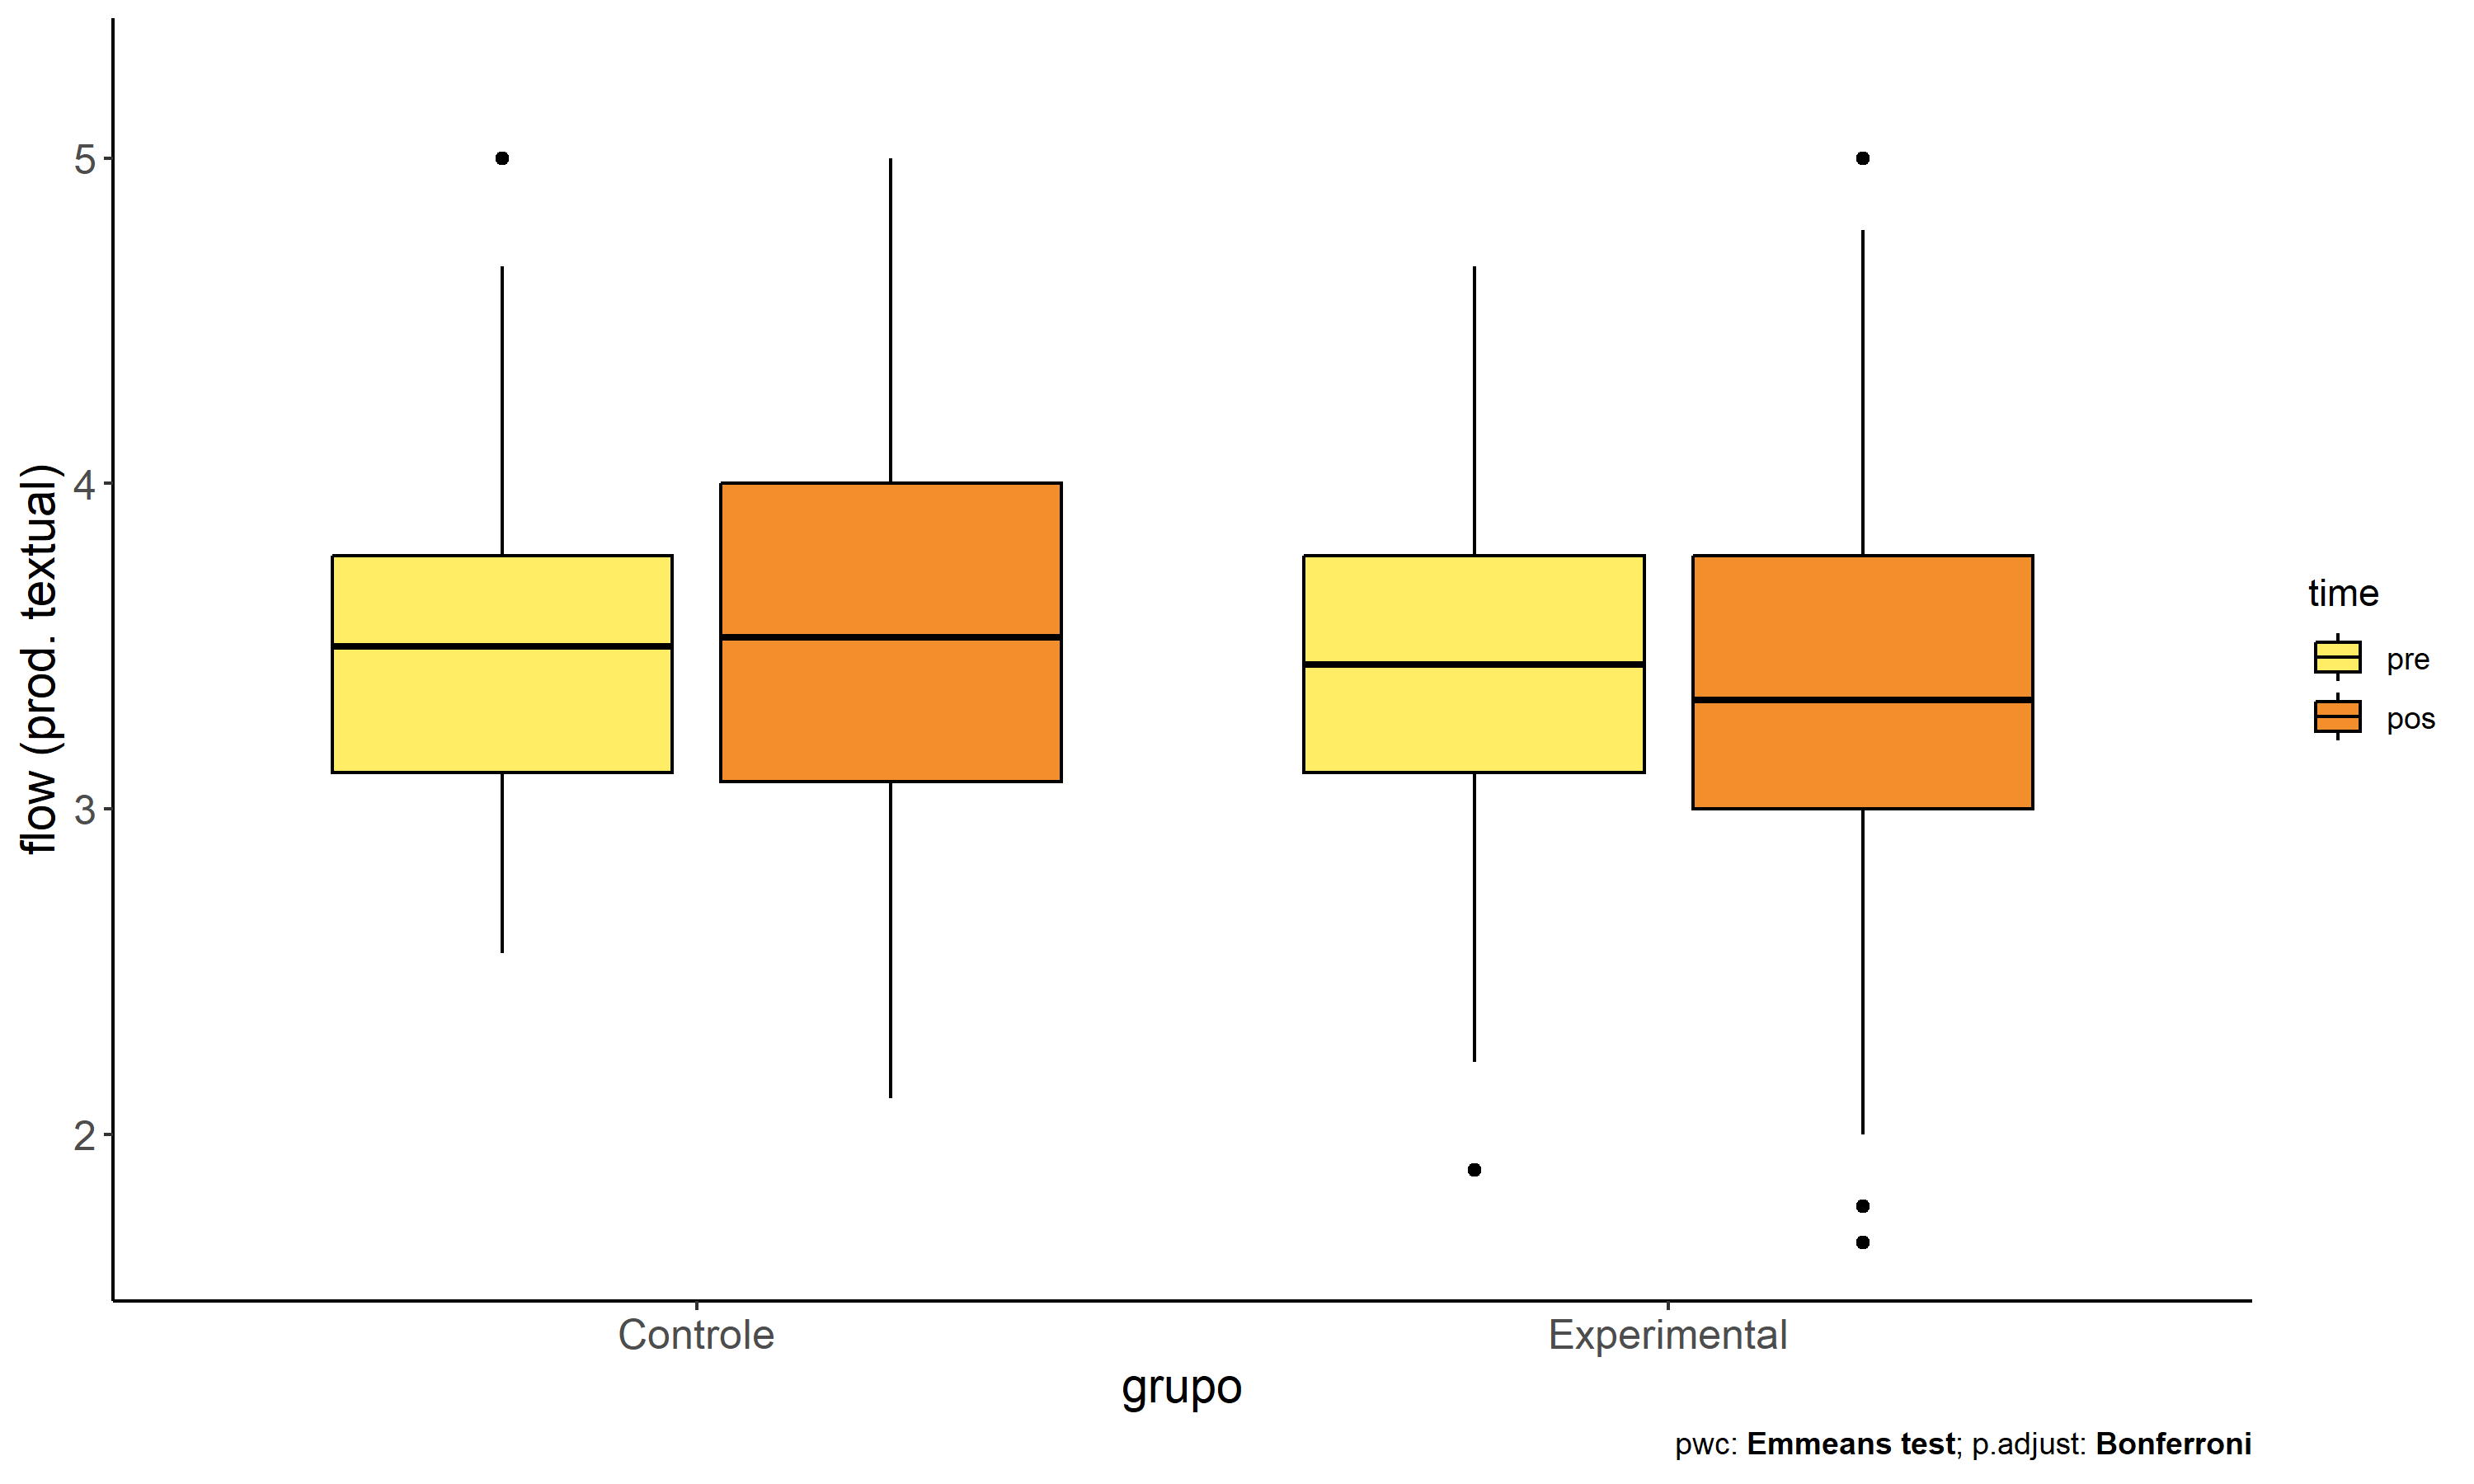 flow (prod. textual)
5
4
3
2
Controle
Experimental
grupo
time
pre
pos
pwc: Emmeans test; p.adjust: Bonferroni